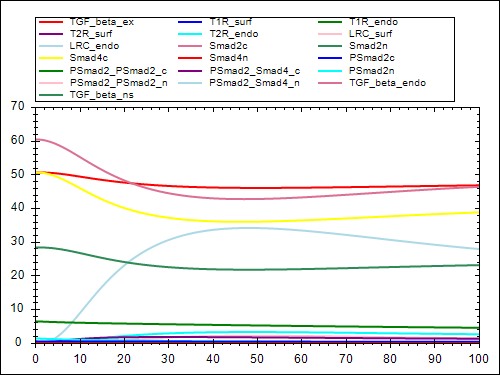 TGF_beta_ex T1R_surf T1R_endo
T2R_surf T2R_endo LRC_surf
LRC_endo Smad2c Smad2n
Smad4c Smad4n PSmad2c
PSmad2_PSmad2_c PSmad2_Smad4_c PSmad2n
PSmad2_PSmad2_n PSmad2_Smad4_n TGF_beta_endo
TGF_beta_ns
70
60
50
40
30
20
10
0
0 10 20 30 40 50 60 70 80 90 100